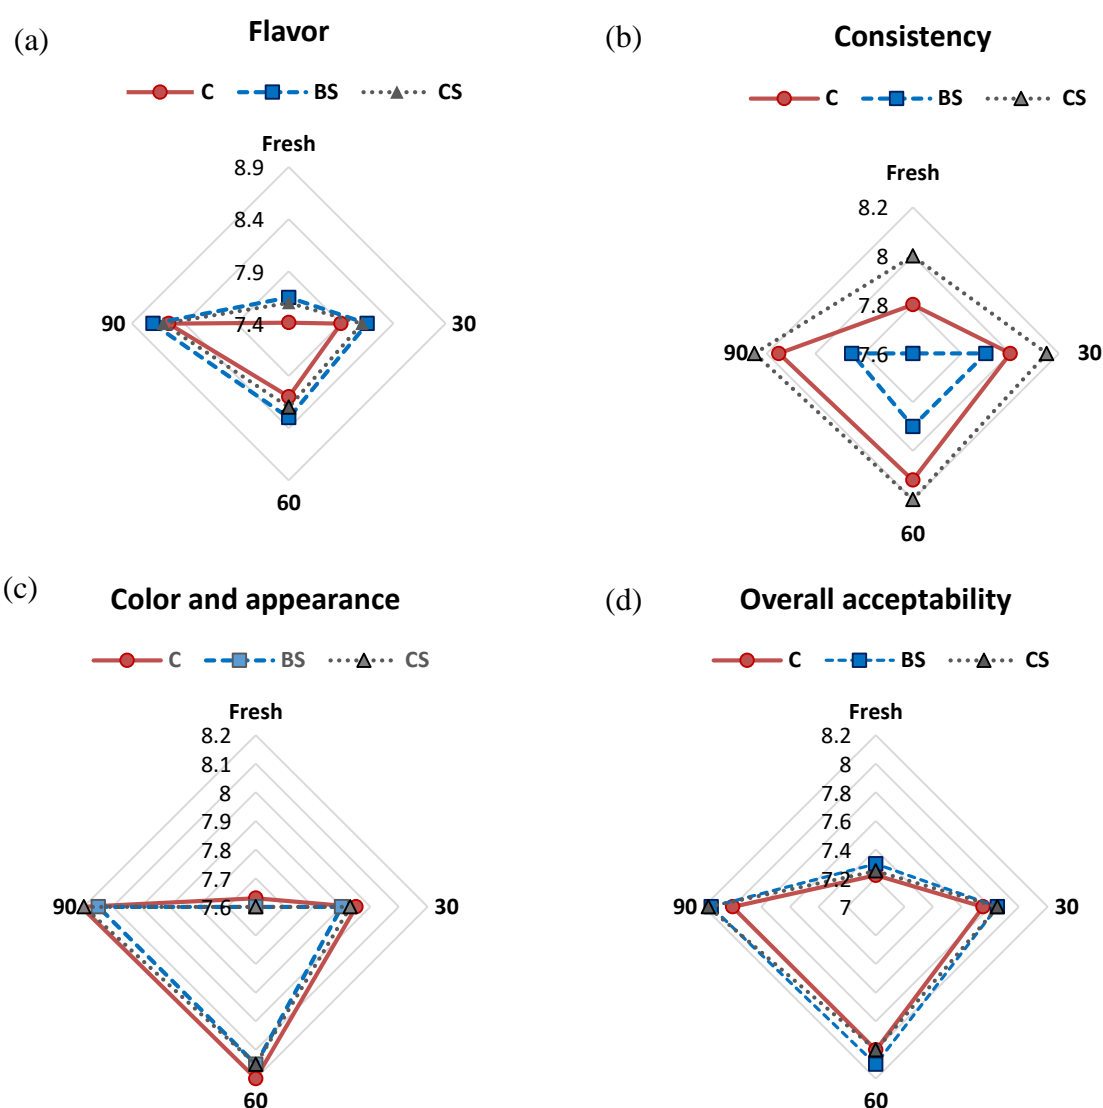 (a)
Flavor
C BS CS
Fresh
8.9
8.4
7.9
7.4
90
30
60
(b)
Consistency
C BS CS
Fresh
8.2
8
7.8
7.6
90
30
60
(c)
Color and appearance
C BS CS
Fresh
8.2
8.1
8
7.9
7.8
7.7
7.6
90
30
60
(d)
Overall acceptability
C BS CS
Fresh
8.2
8
7.8
7.6
7.4
7.2
7
90
30
60